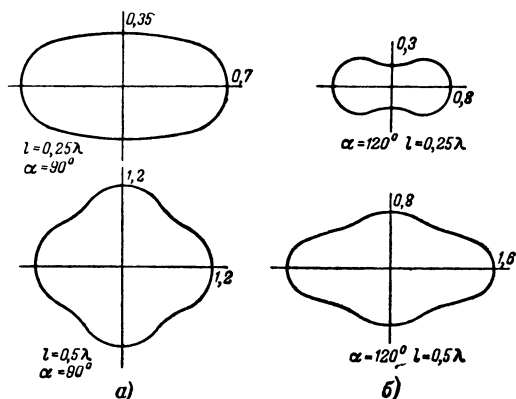 0,35
0,7
l=0,25λ
α=90°
0,3
0,8
α=120° l=0,25λ
1,2
1,2
l=0,5λ
α=90°
0,8
1,6
α=120° l=0,5λ
а)
б)